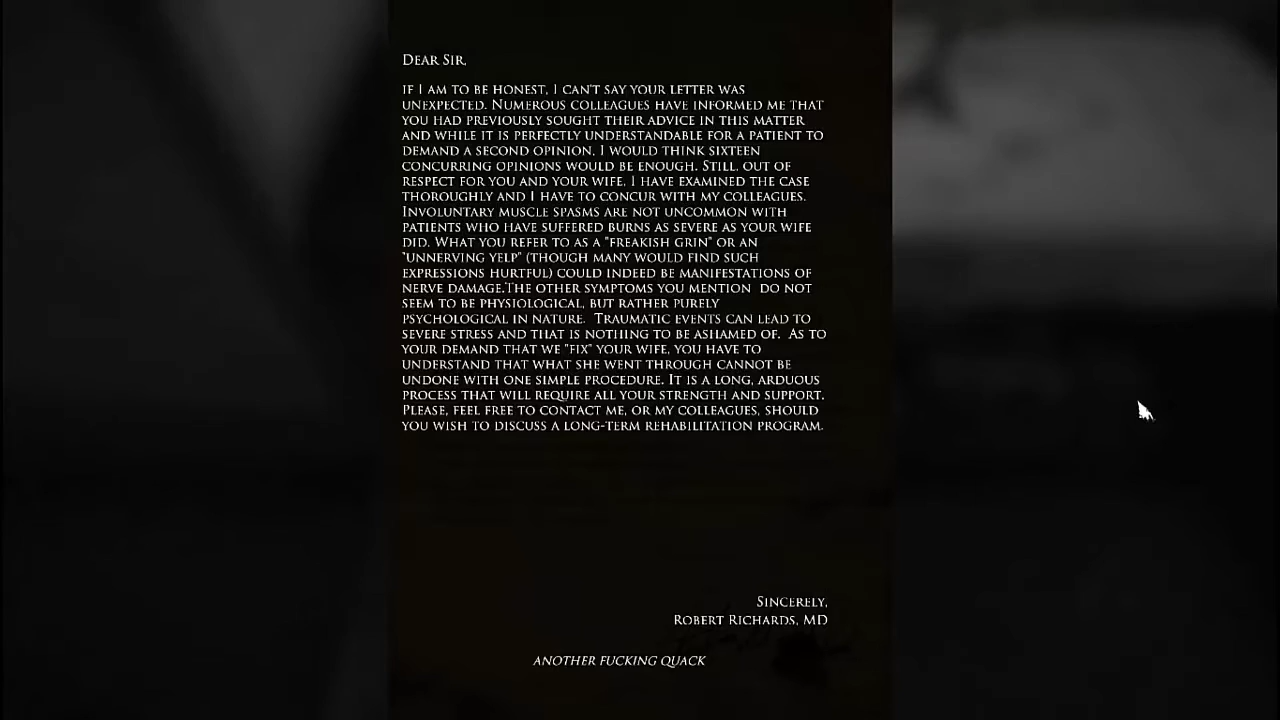 DEAR SIR,
IF I AM TO BE HONEST, I CAN'T SAY YOUR LETTER WAS
UNEXPECTED. NUMEROUS COLLEAGUES HAVE INFORMED ME THAT
YOU HAD PREVIOUSLY SOUGHT THEIR ADVICE IN THIS MATTER
AND WHILE IT IS PERFECTLY UNDERSTANDABLE FOR A PATIENT TO
DEMAND A SECOND OPINION, I WOULD THINK SIXTEEN
CONCURRING OPINIONS WOULD BE ENOUGH. STILL, OUT OF
RESPECT FOR YOU AND YOUR WIFE, I HAVE EXAMINED THE CASE
THOROUGHLY AND I HAVE TO CONCUR WITH MY COLLEAGUES.
INVOLUNTARY MUSCLE SPASMS ARE NOT UNCOMMON WITH
PATIENTS WHO HAVE SUFFERED BURNS AS SEVERE AS YOUR WIFE
DID. WHAT YOU REFER TO AS A "FREAKISH GRIN" OR AN
"UNNERVING YELP" (THOUGH MANY WOULD FIND SUCH
EXPRESSIONS HURTFUL) COULD INDEED BE MANIFESTATIONS OF
NERVE DAMAGE.THE OTHER SYMPTOMS YOU MENTION DO NOT
SEEM TO BE PHYSIOLOGICAL, BUT RATHER PURELY
PSYCHOLOGICAL IN NATURE. TRAUMATIC EVENTS CAN LEAD TO
SEVERE STRESS AND THAT IS NOTHING TO BE ASHAMED OF. AS TO
YOUR DEMAND THAT WE "FIX" YOUR WIFE, YOU HAVE TO
UNDERSTAND THAT WHAT SHE WENT THROUGH CANNOT BE
UNDONE WITH ONE SIMPLE PROCEDURE. IT IS A LONG, ARDUOUS
PROCESS THAT WILL REQUIRE ALL YOUR STRENGTH AND SUPPORT.
PLEASE, FEEL FREE TO CONTACT ME, OR MY COLLEAGUES, SHOULD
YOU WISH TO DISCUSS A LONG-TERM REHABILITATION PROGRAM.
SINCERELY,
ROBERT RICHARDS, MD
ANOTHER FUCKING QUACK